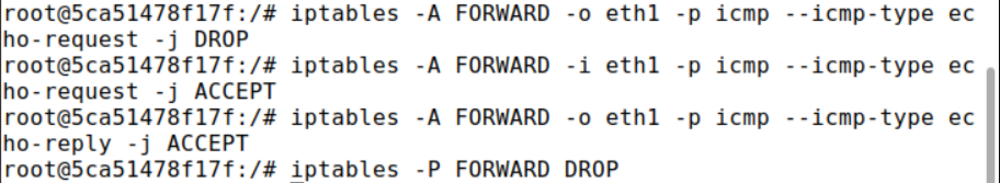 root@5ca51478f17f:/# iptables -A FORWARD -o eth1 -p icmp --icmp-type ec
ho-request -j DROP
root@5ca51478f17f:/# iptables -A FORWARD -i eth1 -p icmp --icmp-type ec
ho-request -j ACCEPT
root@5ca51478f17f:/# iptables -A FORWARD -o eth1 -p icmp --icmp-type ec
ho-reply -j ACCEPT
root@5ca51478f17f:/# iptables -P FORWARD DROP